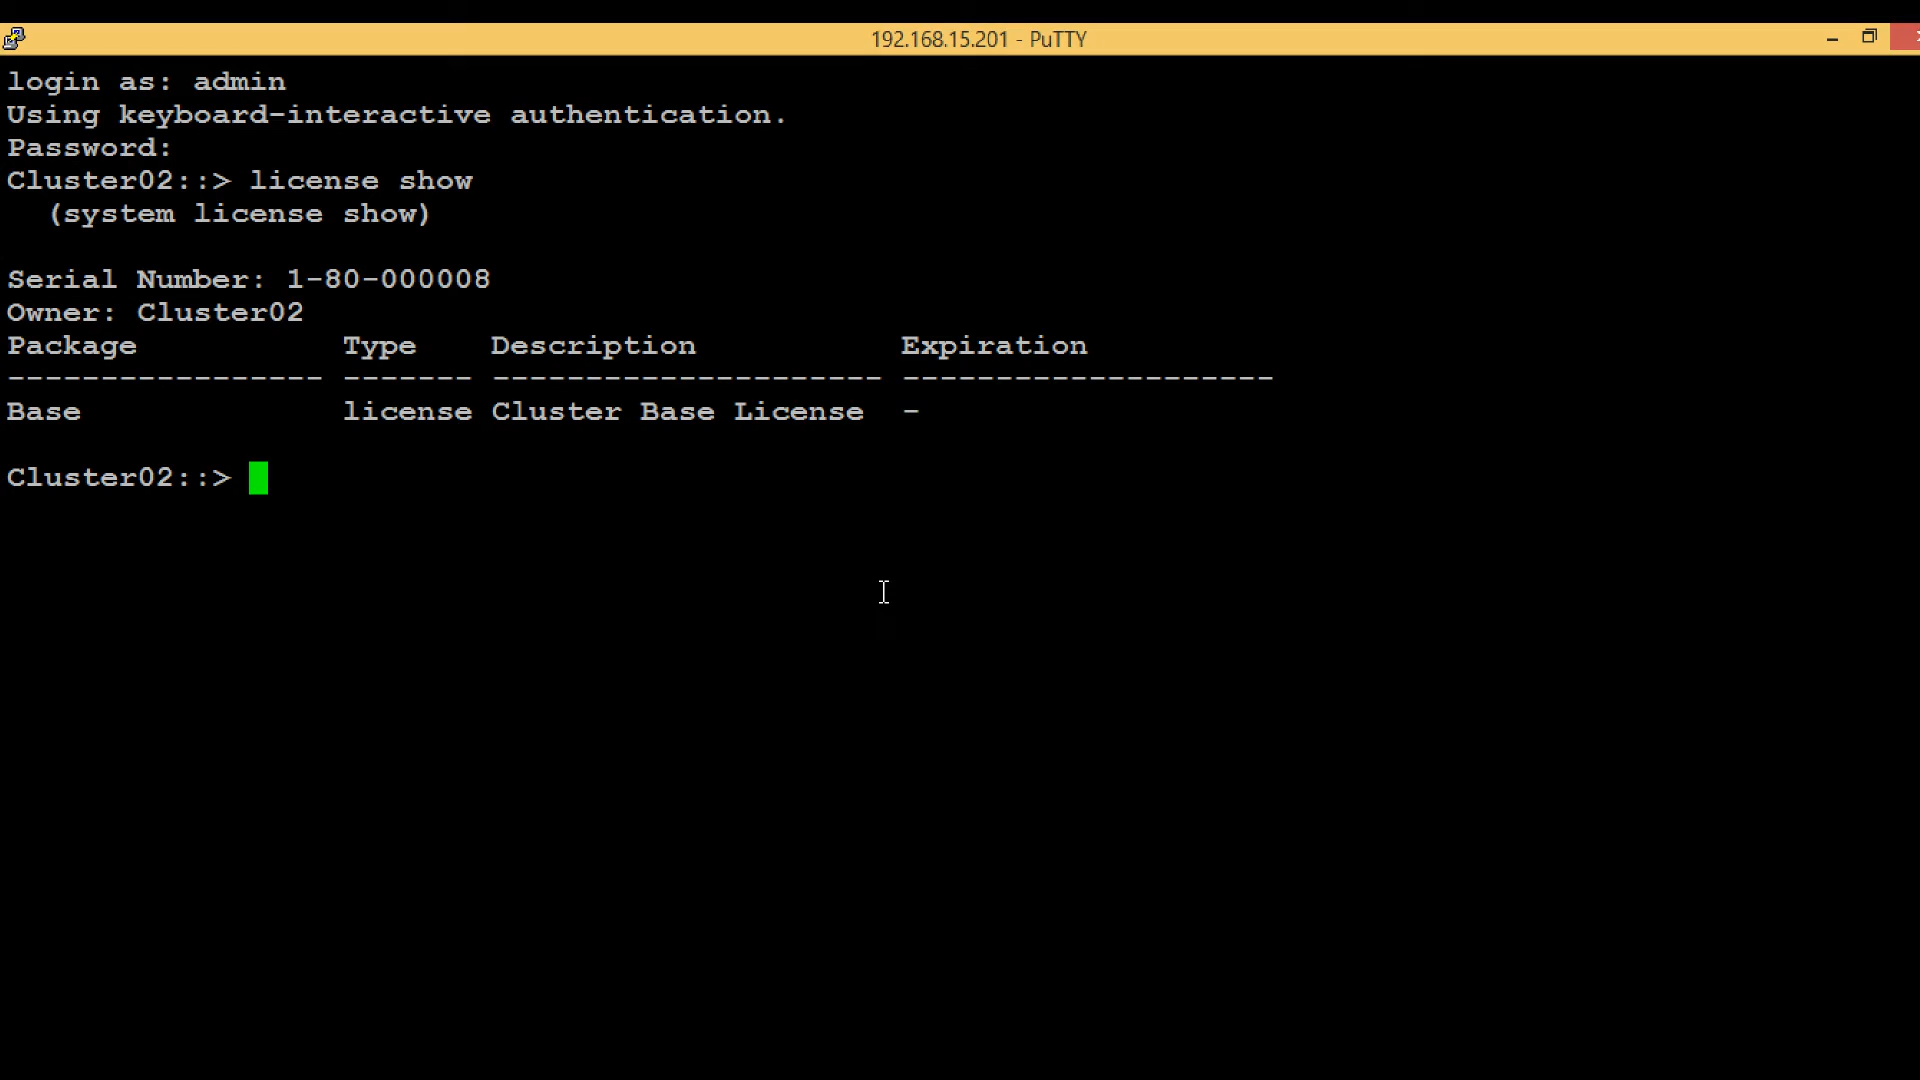 192.168.15.201 - PuTTY
login as: admin
Using keyboard-interactive authentication.
Password:
Cluster02::> license show
  (system license show)

Serial Number: 1-80-000008
Owner: Cluster02
Package           Type    Description           Expiration
----------------- ------- --------------------- --------------------
Base              license Cluster Base License  -

Cluster02::>